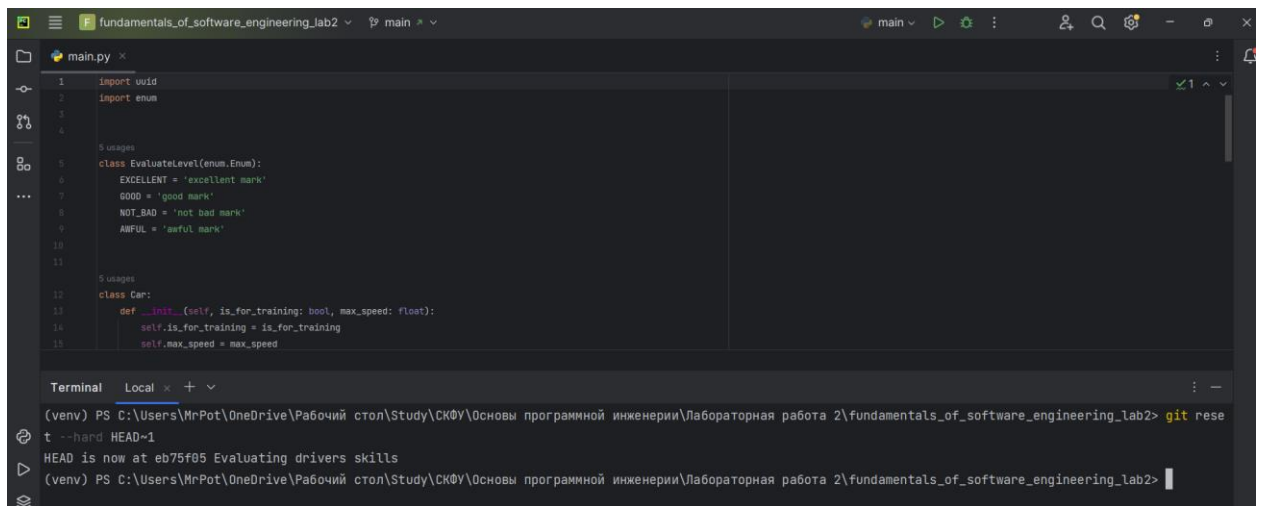 F fundamentals_of_software_engineering_lab2 main main
main.py
1 import uuid
2 import enum
3
4
5 usages
5 class EvaluateLevel(enum.Enum):
6 EXCELLENT = 'excellent mark'
7 GOOD = 'good mark'
8 NOT_BAD = 'not bad mark'
9 AWFUL = 'awful mark'
10
11
5 usages
12 class Car:
13 def __init__(self, is_for_training: bool, max_speed: float):
14 self.is_for_training = is_for_training
15 self.max_speed = max_speed
1
Terminal Local
(venv) PS C:\Users\MrPot\OneDrive\Рабочий стол\Study\СКФУ\Основы программной инженерии\Лабораторная работа 2\fundamentals_of_software_engineering_lab2> git rese
t --hard HEAD~1
HEAD is now at eb75f05 Evaluating drivers skills
(venv) PS C:\Users\MrPot\OneDrive\Рабочий стол\Study\СКФУ\Основы программной инженерии\Лабораторная работа 2\fundamentals_of_software_engineering_lab2>